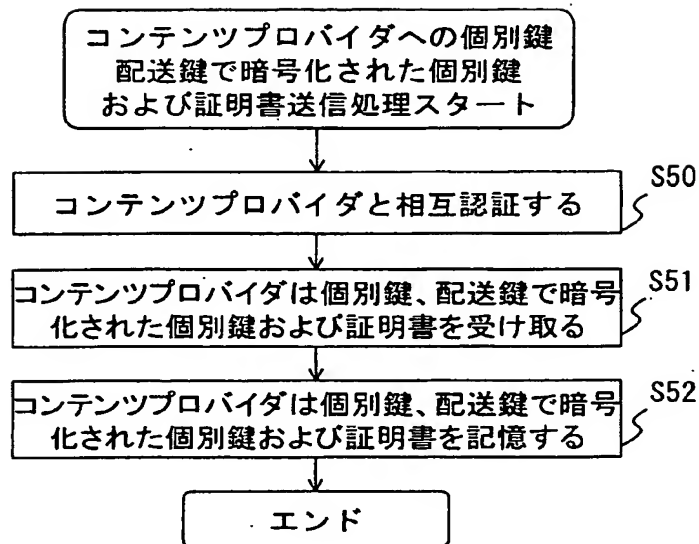 コンテンツプロバイダへの個別鍵
配送鍵で暗号化された個別鍵
および証明書送信処理スタート
コンテンツプロバイダと相互認証する
S50
コンテンツプロバイダは個別鍵、配送鍵で暗号
化された個別鍵および証明書を受け取る
S51
コンテンツプロバイダは個別鍵、配送鍵で暗号
化された個別鍵および証明書を記憶する
S52
エンド